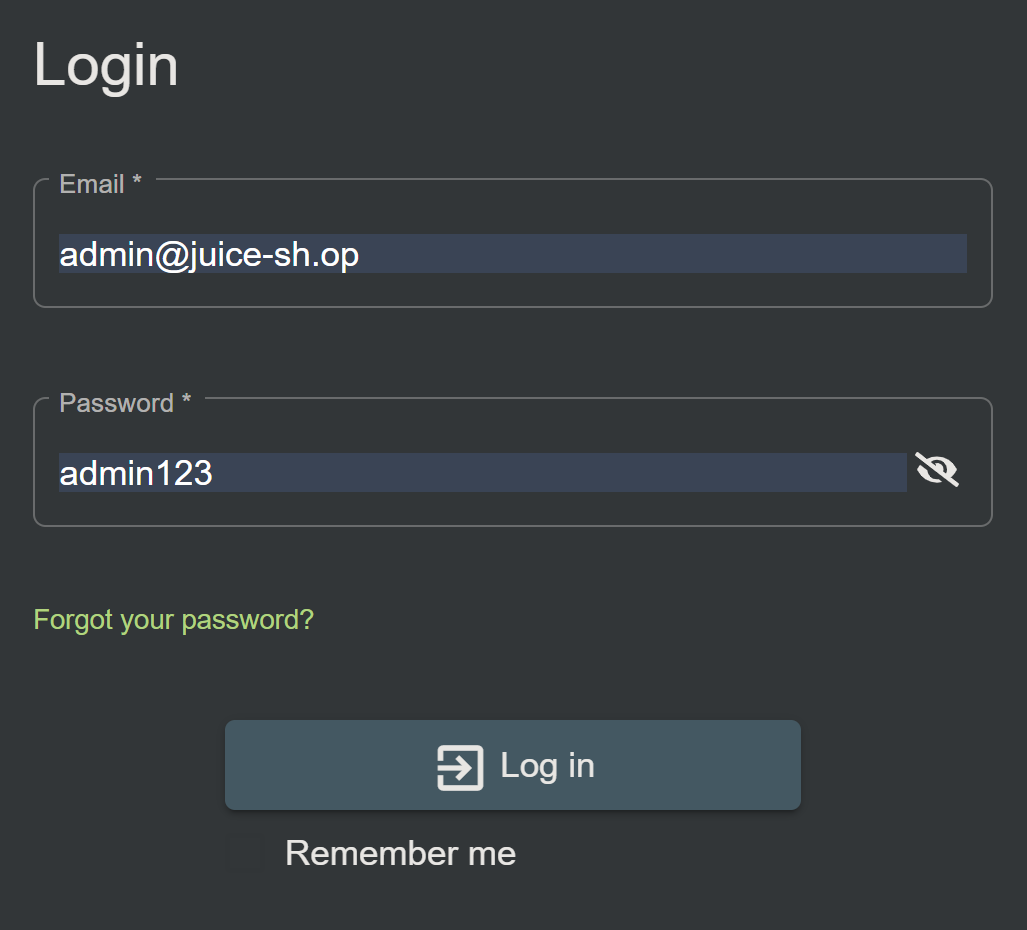 Login
Email *
admin@juice-sh.op
Password *
admin123
Forgot your password?
Log in
Remember me